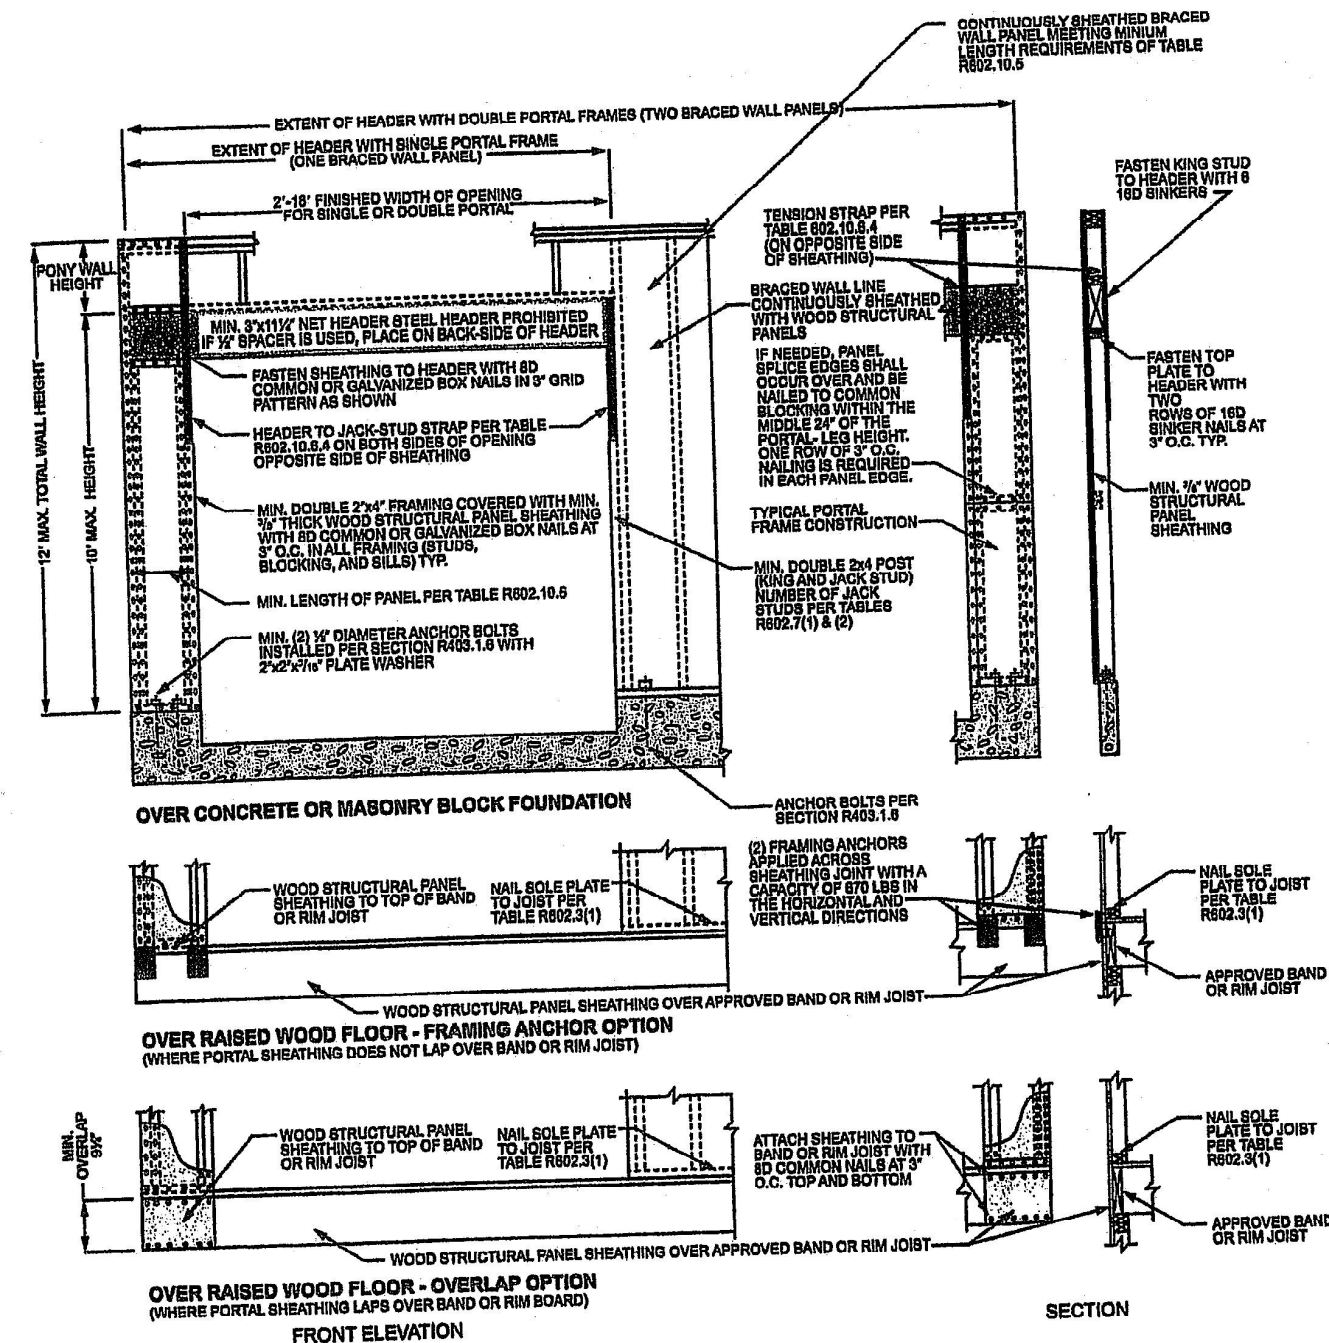 CONTINUOUSLY SHEATHED BRACED
WALL PANEL MEETING MINIUM
LENGTH REQUIREMENTS OF TABLE
R602.10.5
EXTENT OF HEADER WITH DOUBLE PORTAL FRAMES (TWO BRACED WALL PANELS)
EXTENT OF HEADER WITH SINGLE PORTAL FRAME
(ONE BRACED WALL PANEL)
2'-18' FINISHED WIDTH OF OPENING
FOR SINGLE OR DOUBLE PORTAL
FASTEN KING STUD
TO HEADER WITH 6
16D SINKERS
TENSION STRAP PER
TABLE 602.10.6.4
(ON OPPOSITE SIDE
OF SHEATHING)
PONY WALL
HEIGHT
12' MAX. TOTAL WALL HEIGHT
10' MAX. HEIGHT
MIN. 3"x11¼" NET HEADER STEEL HEADER PROHIBITED
IF ½" SPACER IS USED, PLACE ON BACK-SIDE OF HEADER
BRACED WALL LINE
CONTINUOUSLY SHEATHED
WITH WOOD STRUCTURAL
PANELS
FASTEN SHEATHING TO HEADER WITH 8D
COMMON OR GALVANIZED BOX NAILS IN 3" GRID
PATTERN AS SHOWN
IF NEEDED, PANEL
SPLICE EDGES SHALL
OCCUR OVER AND BE
NAILED TO COMMON
BLOCKING WITHIN THE
MIDDLE 24" OF THE
PORTAL- LEG HEIGHT.
ONE ROW OF 3" O.C.
NAILING IS REQUIRED
IN EACH PANEL EDGE.
FASTEN TOP
PLATE TO
HEADER WITH
TWO
ROWS OF 16D
SINKER NAILS AT
3" O.C. TYP.
HEADER TO JACK-STUD STRAP PER TABLE
R602.10.6.4 ON BOTH SIDES OF OPENING
OPPOSITE SIDE OF SHEATHING
MIN. ⅜" WOOD
STRUCTURAL
PANEL
SHEATHING
MIN. DOUBLE 2"x4" FRAMING COVERED WITH MIN.
⅜" THICK WOOD STRUCTURAL PANEL SHEATHING
WITH 8D COMMON OR GALVANIZED BOX NAILS AT
3" O.C. IN ALL FRAMING (STUDS,
BLOCKING, AND SILLS) TYP.
TYPICAL PORTAL
FRAME CONSTRUCTION
MIN. DOUBLE 2x4 POST
(KING AND JACK STUD)
NUMBER OF JACK
STUDS PER TABLES
R602.7(1) & (2)
MIN. LENGTH OF PANEL PER TABLE R602.10.5
MIN. (2) ½" DIAMETER ANCHOR BOLTS
INSTALLED PER SECTION R403.1.6 WITH
2"x2"x³/₁₆" PLATE WASHER
OVER CONCRETE OR MASONRY BLOCK FOUNDATION
ANCHOR BOLTS PER
SECTION R403.1.6
WOOD STRUCTURAL PANEL
SHEATHING TO TOP OF BAND
OR RIM JOIST
NAIL SOLE PLATE
TO JOIST PER
TABLE R602.3(1)
(2) FRAMING ANCHORS
APPLIED ACROSS
SHEATHING JOINT WITH A
CAPACITY OF 670 LBS IN
THE HORIZONTAL AND
VERTICAL DIRECTIONS
NAIL SOLE
PLATE TO JOIST
PER TABLE
R602.3(1)
APPROVED BAND
OR RIM JOIST
WOOD STRUCTURAL PANEL SHEATHING OVER APPROVED BAND OR RIM JOIST
OVER RAISED WOOD FLOOR - FRAMING ANCHOR OPTION
(WHERE PORTAL SHEATHING DOES NOT LAP OVER BAND OR RIM JOIST)
MIN.
OVERLAP
9¼"
WOOD STRUCTURAL PANEL
SHEATHING TO TOP OF BAND
OR RIM JOIST
NAIL SOLE PLATE
TO JOIST PER
TABLE R602.3(1)
ATTACH SHEATHING TO
BAND OR RIM JOIST WITH
8D COMMON NAILS AT 3"
O.C. TOP AND BOTTOM
NAIL SOLE
PLATE TO JOIST
PER TABLE
R602.3(1)
APPROVED BAND
OR RIM JOIST
WOOD STRUCTURAL PANEL SHEATHING OVER APPROVED BAND OR RIM JOIST
OVER RAISED WOOD FLOOR - OVERLAP OPTION
(WHERE PORTAL SHEATHING LAPS OVER BAND OR RIM BOARD)
FRONT ELEVATION
SECTION